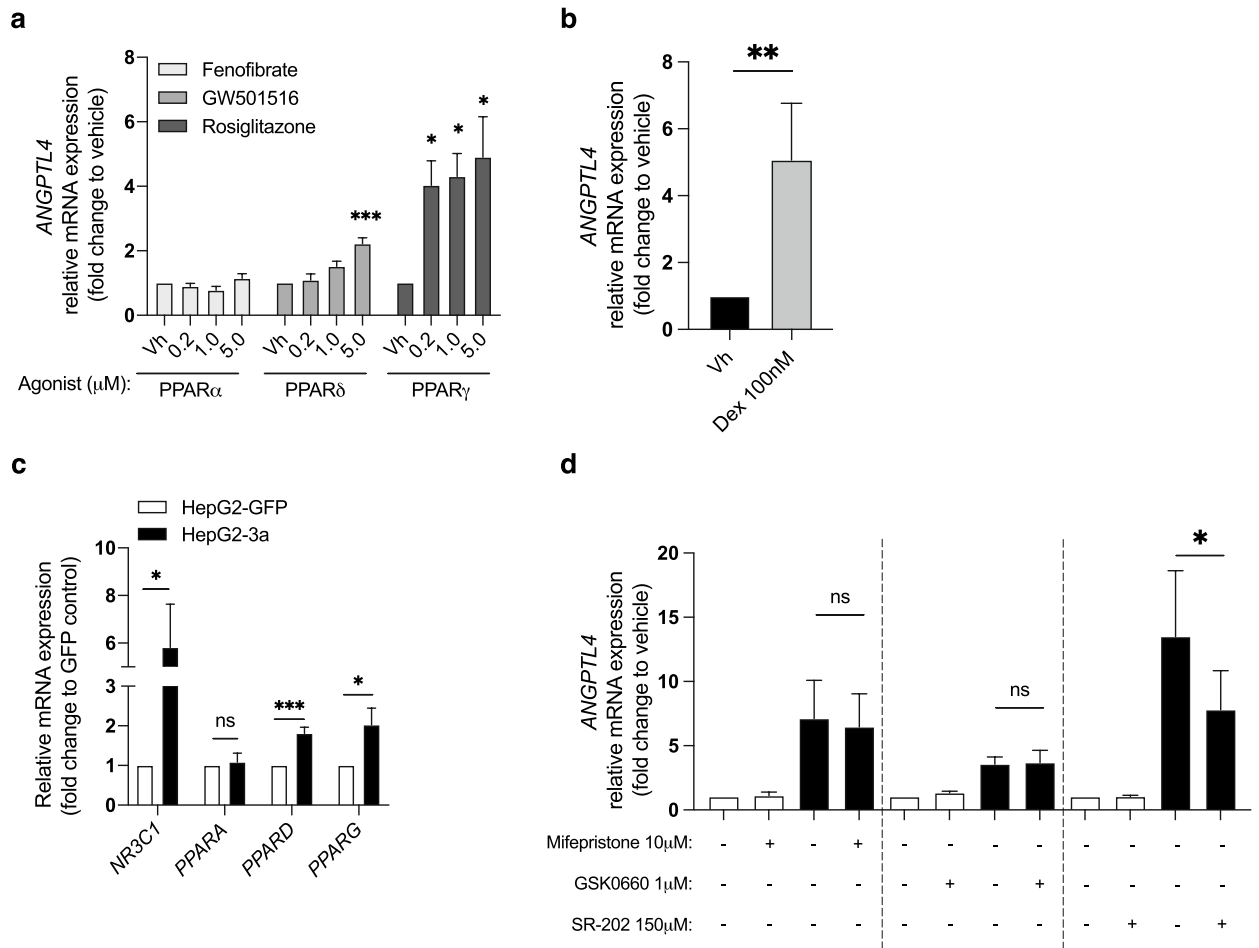 a
ANGPTL4
relative mRNA expression
(fold change to vehicle)
8
6
4
2
0
Fenofibrate
GW501516
Rosiglitazone
*** * * *
Vh 0.2 1.0 5.0 Vh 0.2 1.0 5.0 Vh 0.2 1.0 5.0
Agonist (μM): PPARα PPARδ PPARγ
b
ANGPTL4
relative mRNA expression
(fold change to vehicle)
8
6
4
2
0
**
Vh Dex 100nM
c
HepG2-GFP
HepG2-3a
Relative mRNA expression
(fold change to GFP control)
10
8
6
3
2
1
0
* ns *** *
NR3C1 PPARA PPARD PPARG
d
ANGPTL4
relative mRNA expression
(fold change to vehicle)
20
15
10
5
0
ns ns *
Mifepristone 10μM: - + - + - - - - - - - -
GSK0660 1μM: - - - - - + - + - - - -
SR-202 150μM: - - - - - - - - - + - +